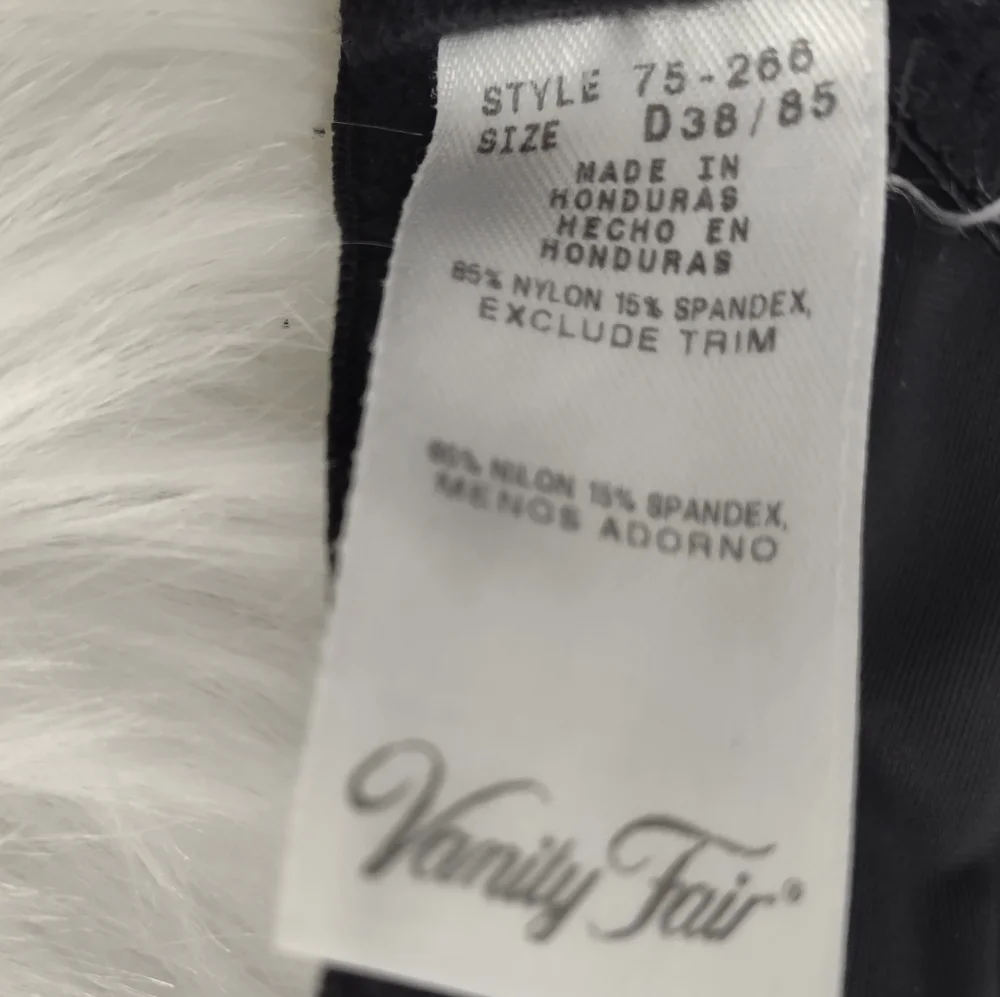 STYLE 75-266
SIZE D38/85
MADE IN
HONDURAS
HECHO EN
HONDURAS
85% NYLON 15% SPANDEX,
EXCLUDE TRIM
85% NILON 15% SPANDEX,
MENOS ADORNO
Vanity Fair®